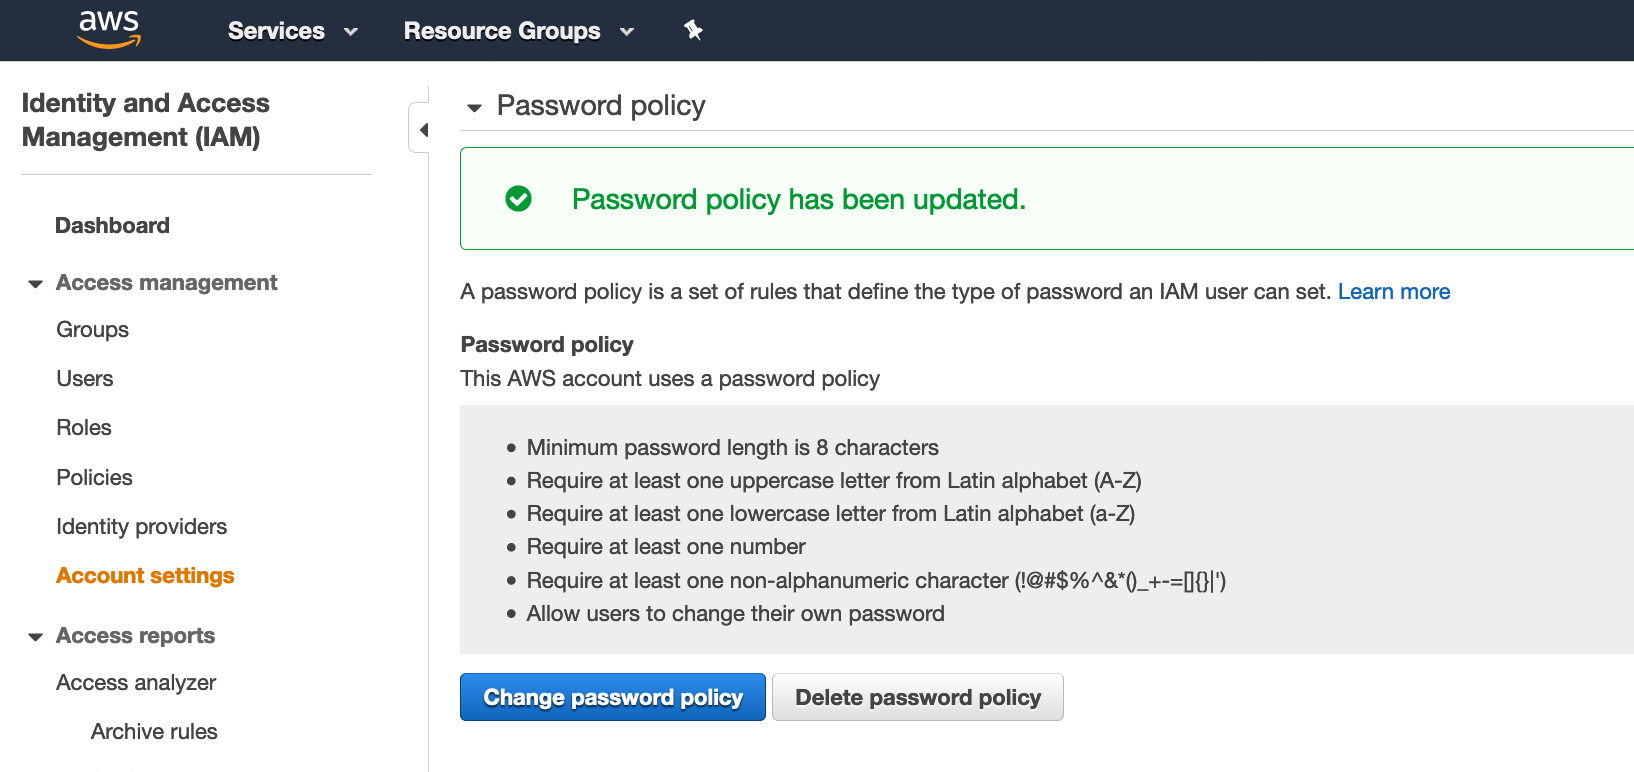 aws
Services
Resource Groups
Identity and Access
Management (IAM)
Dashboard
Access management
Groups
Users
Roles
Policies
Identity providers
Account settings
Access reports
Access analyzer
Archive rules
Password policy
Password policy has been updated.
A password policy is a set of rules that define the type of password an IAM user can set. Learn more
Password policy
This AWS account uses a password policy
• Minimum password length is 8 characters
• Require at least one uppercase letter from Latin alphabet (A-Z)
• Require at least one lowercase letter from Latin alphabet (a-Z)
• Require at least one number
• Require at least one non-alphanumeric character (!@#$%^&*()_+-=[]{}|')
• Allow users to change their own password
Change password policy
Delete password policy